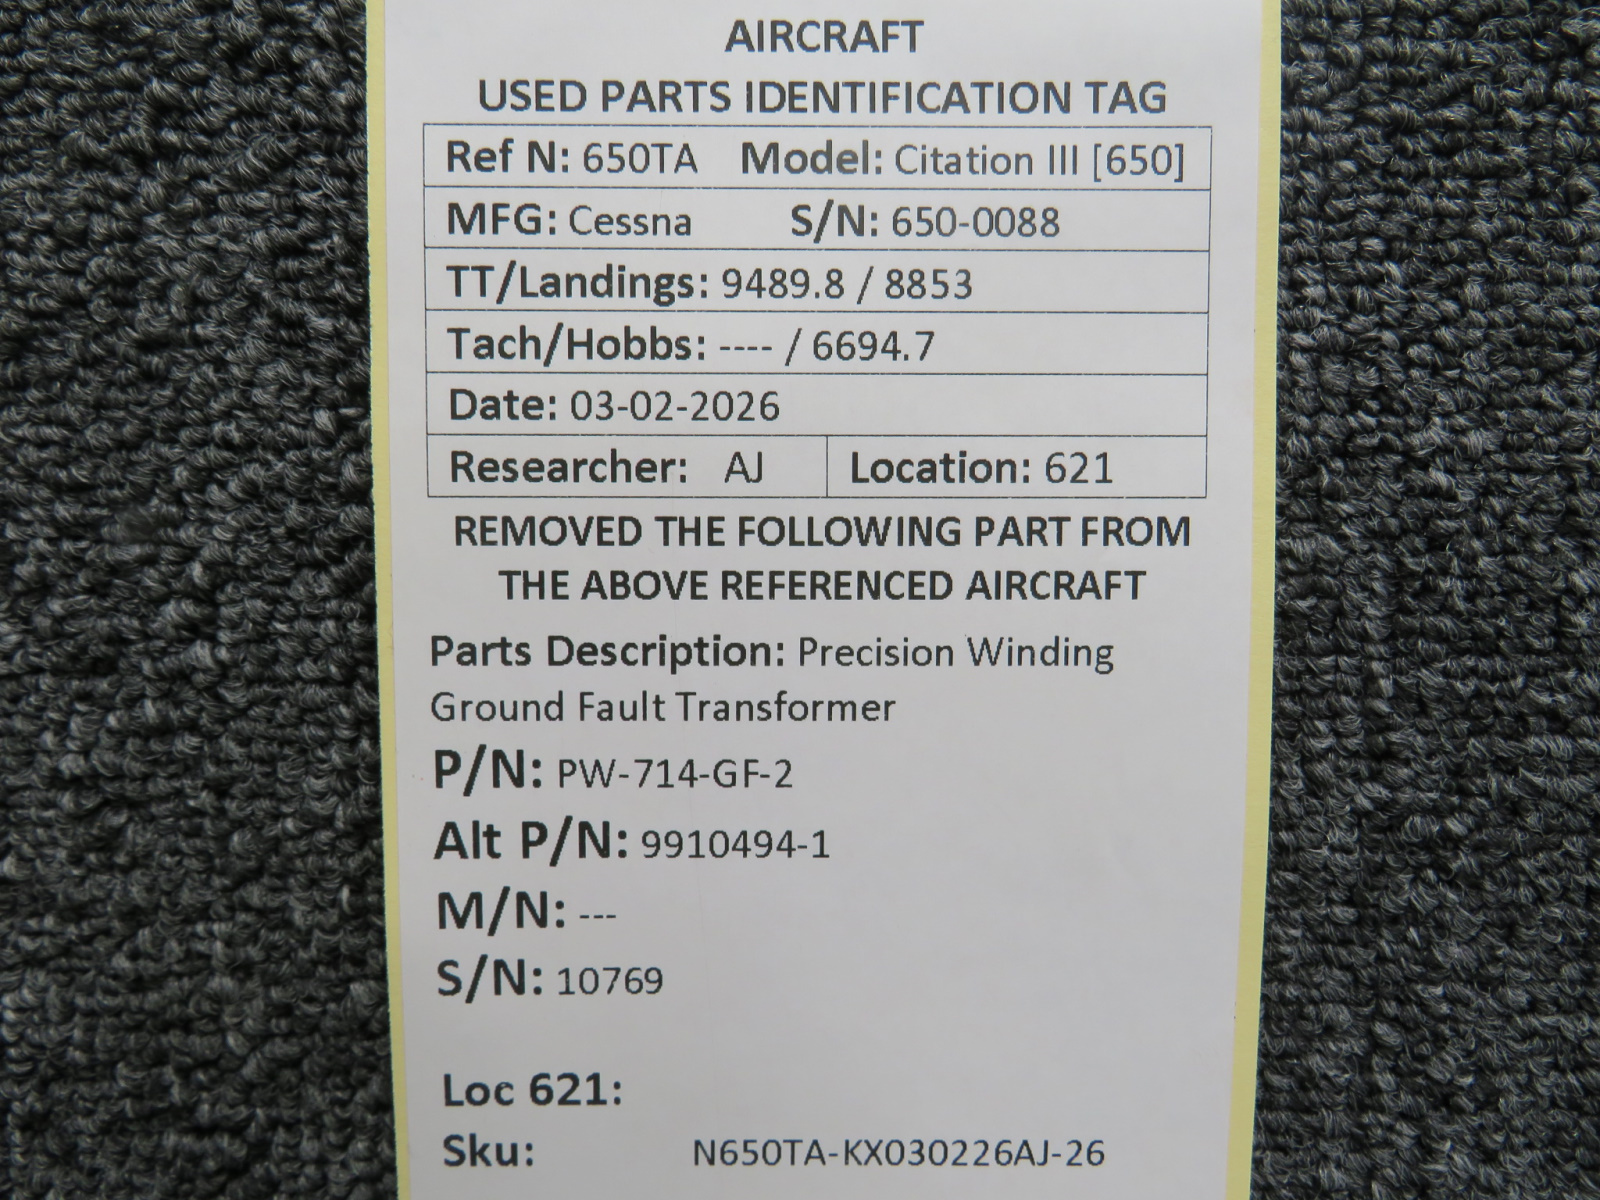 AIRCRAFT
USED PARTS IDENTIFICATION TAG
Ref N: 650TA Model: Citation III [650]
MFG: Cessna S/N: 650-0088
TT/Landings: 9489.8 / 8853
Tach/Hobbs: ---- / 6694.7
Date: 03-02-2026
Researcher: AJ Location: 621
REMOVED THE FOLLOWING PART FROM
THE ABOVE REFERENCED AIRCRAFT
Parts Description: Precision Winding
Ground Fault Transformer
P/N: PW-714-GF-2
Alt P/N: 9910494-1
M/N: ---
S/N: 10769
Loc 621:
Sku: N650TA-KX030226AJ-26